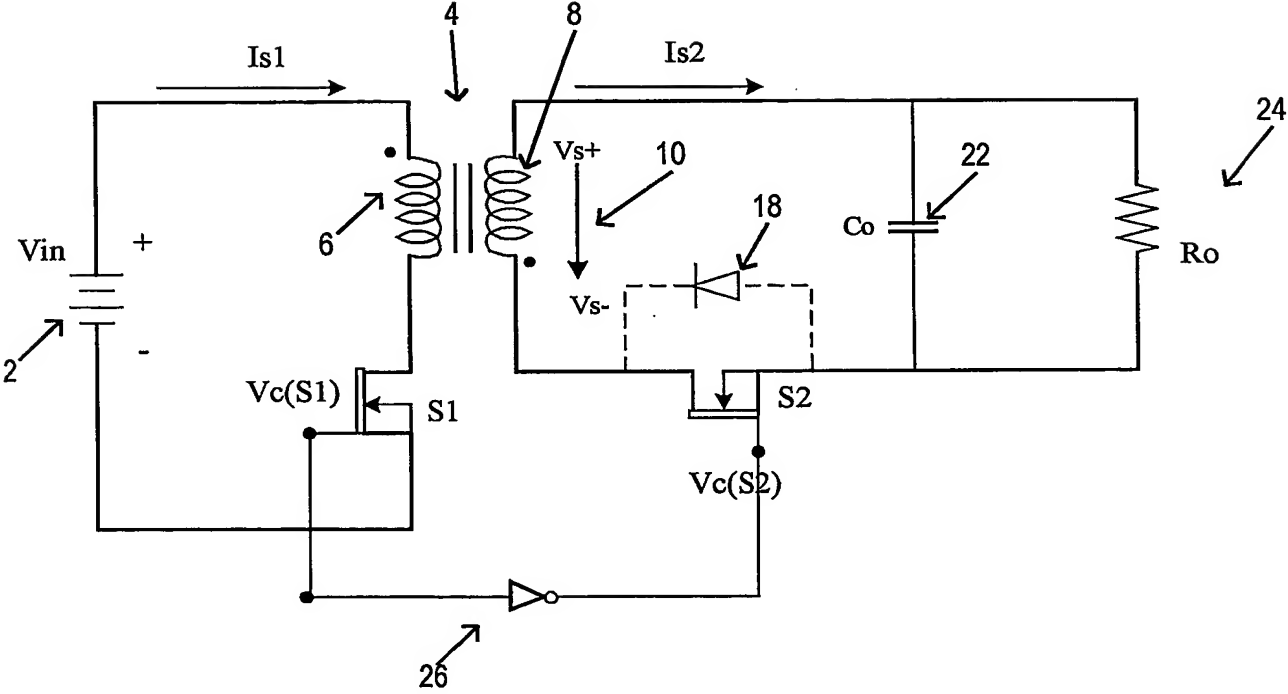 4
8
Is1
Is2
24
Vs+
10
22
18
6
Co
Vin
+
Ro
Vs-
2
-
Vc(S1)
S1
S2
Vc(S2)
26